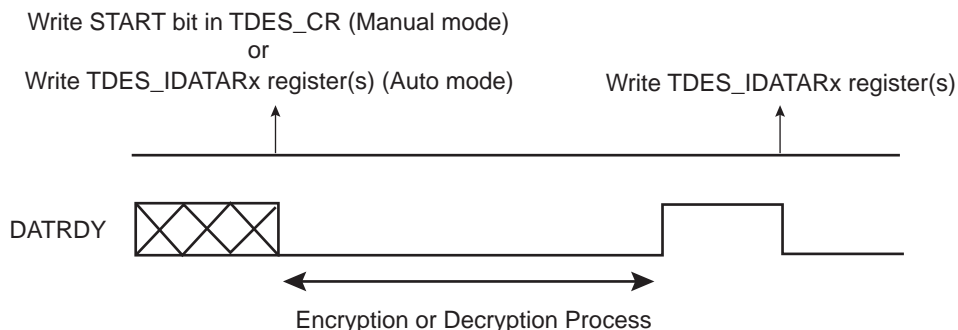 Write START bit in TDES_CR (Manual mode)
or
Write TDES_IDATARx register(s) (Auto mode)
Write TDES_IDATARx register(s)
DATRDY
Encryption or Decryption Process